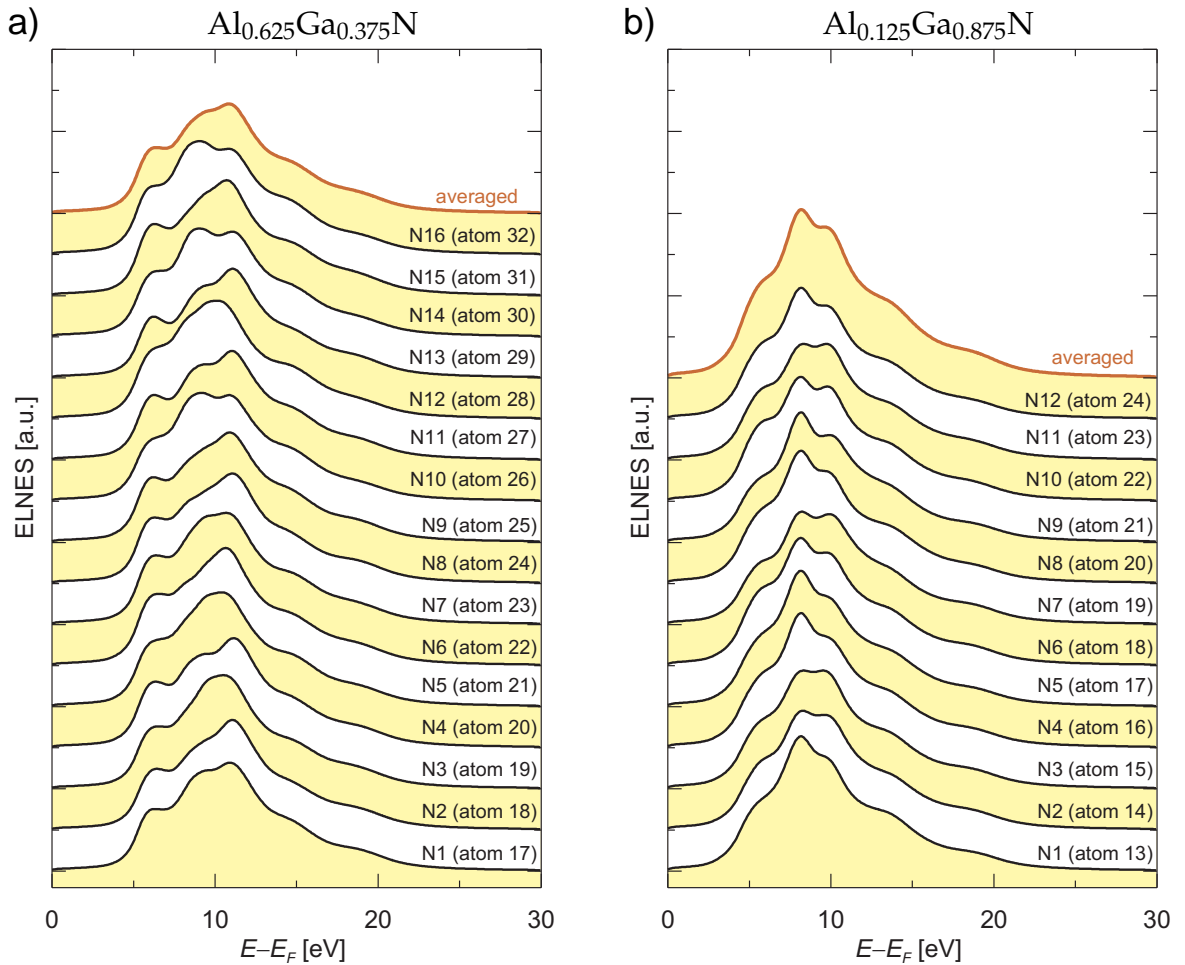 a)
Al0.625Ga0.375N
averaged
N16 (atom 32)
N15 (atom 31)
N14 (atom 30)
N13 (atom 29)
N12 (atom 28)
N11 (atom 27)
N10 (atom 26)
N9 (atom 25)
N8 (atom 24)
N7 (atom 23)
N6 (atom 22)
N5 (atom 21)
N4 (atom 20)
N3 (atom 19)
N2 (atom 18)
N1 (atom 17)
ELNES [a.u.]
0 10 20 30
E–EF [eV]
b)
Al0.125Ga0.875N
averaged
N12 (atom 24)
N11 (atom 23)
N10 (atom 22)
N9 (atom 21)
N8 (atom 20)
N7 (atom 19)
N6 (atom 18)
N5 (atom 17)
N4 (atom 16)
N3 (atom 15)
N2 (atom 14)
N1 (atom 13)
ELNES [a.u.]
0 10 20 30
E–EF [eV]